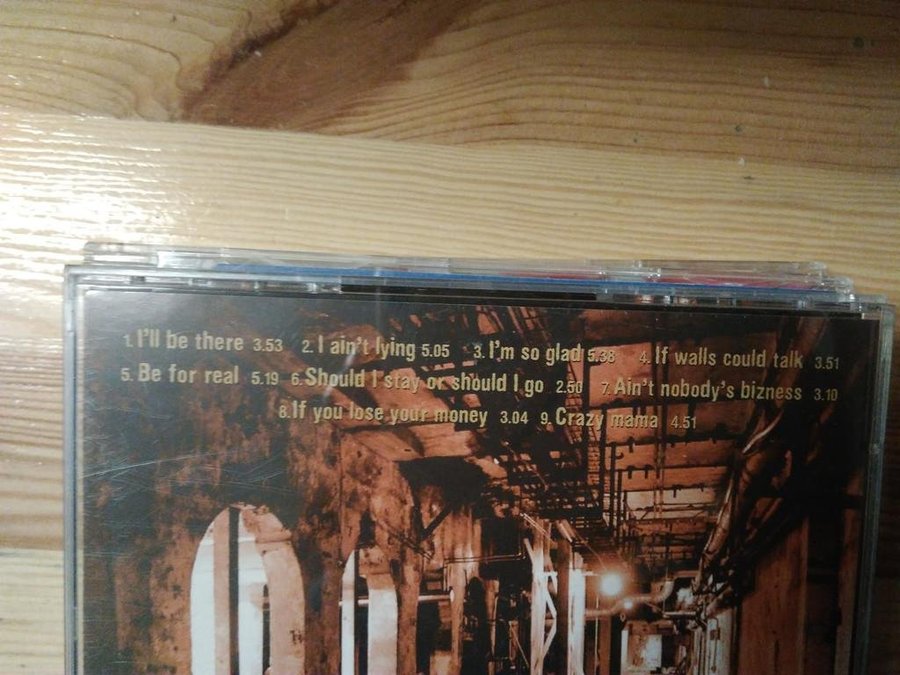 1. I'll be there 3.53 2. I ain't lying 5.05 3. I'm so glad 5.38 4. If walls could talk 3.51
5. Be for real 5.19 6. Should I stay or should I go 2.50 7. Ain't nobody's bizness 3.10
8. If you lose your money 3.04 9. Crazy mama 4.51